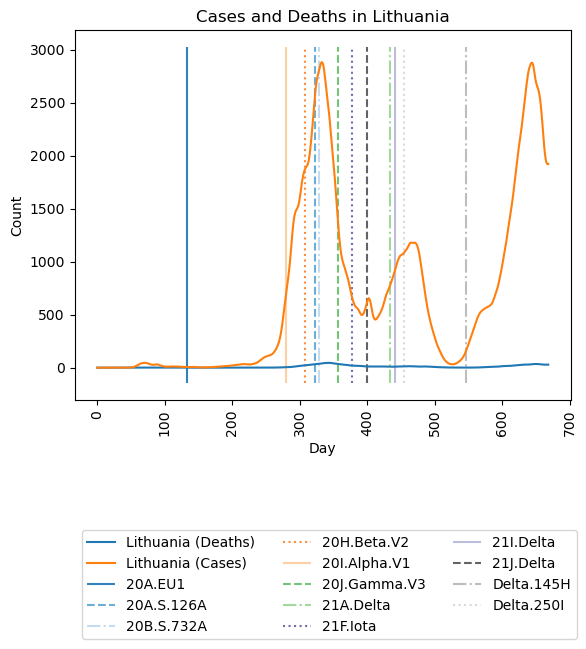 Cases and Deaths in Lithuania
3000
2500
2000
1500
1000
500
0
Count
0
100
200
300
400
500
600
700
Day
Lithuania (Deaths)
Lithuania (Cases)
20A.EU1
20A.S.126A
20B.S.732A
20H.Beta.V2
20I.Alpha.V1
20J.Gamma.V3
21A.Delta
21F.Iota
21I.Delta
21J.Delta
Delta.145H
Delta.250I